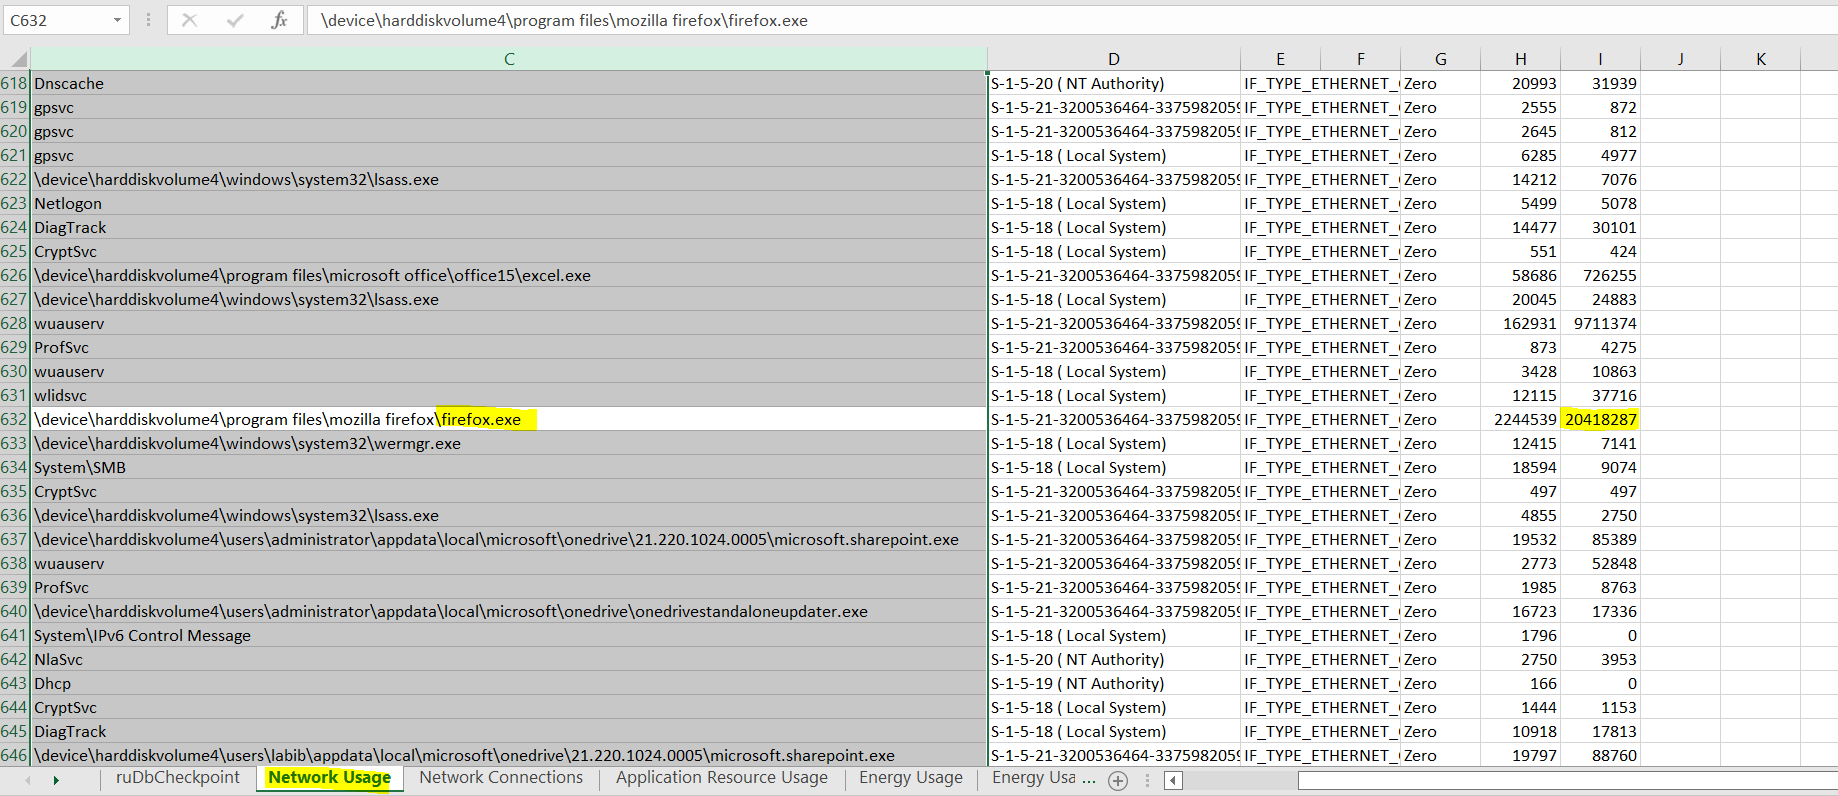 C632 fx \device\harddiskvolume4\program files\mozilla firefox\firefox.exe
C D E F G H I J K
618 Dnscache S-1-5-20 ( NT Authority) IF_TYPE_ETHERNET_ Zero 20993 31939
619 gpsvc S-1-5-21-3200536464-3375982059 IF_TYPE_ETHERNET_ Zero 2555 872
620 gpsvc S-1-5-21-3200536464-3375982059 IF_TYPE_ETHERNET_ Zero 2645 812
621 gpsvc S-1-5-18 ( Local System) IF_TYPE_ETHERNET_ Zero 6285 4977
622 \device\harddiskvolume4\windows\system32\lsass.exe S-1-5-21-3200536464-3375982059 IF_TYPE_ETHERNET_ Zero 14212 7076
623 Netlogon S-1-5-18 ( Local System) IF_TYPE_ETHERNET_ Zero 5499 5078
624 DiagTrack S-1-5-18 ( Local System) IF_TYPE_ETHERNET_ Zero 14477 30101
625 CryptSvc S-1-5-18 ( Local System) IF_TYPE_ETHERNET_ Zero 551 424
626 \device\harddiskvolume4\program files\microsoft office\office15\excel.exe S-1-5-21-3200536464-3375982059 IF_TYPE_ETHERNET_ Zero 58686 726255
627 \device\harddiskvolume4\windows\system32\lsass.exe S-1-5-18 ( Local System) IF_TYPE_ETHERNET_ Zero 20045 24883
628 wuauserv S-1-5-21-3200536464-3375982059 IF_TYPE_ETHERNET_ Zero 162931 9711374
629 ProfSvc S-1-5-21-3200536464-3375982059 IF_TYPE_ETHERNET_ Zero 873 4275
630 wuauserv S-1-5-18 ( Local System) IF_TYPE_ETHERNET_ Zero 3428 10863
631 wlidsvc S-1-5-18 ( Local System) IF_TYPE_ETHERNET_ Zero 12115 37716
632 \device\harddiskvolume4\program files\mozilla firefox\firefox.exe S-1-5-21-3200536464-3375982059 IF_TYPE_ETHERNET_ Zero 2244539 20418287
633 \device\harddiskvolume4\windows\system32\wermgr.exe S-1-5-18 ( Local System) IF_TYPE_ETHERNET_ Zero 12415 7141
634 System\SMB S-1-5-18 ( Local System) IF_TYPE_ETHERNET_ Zero 18594 9074
635 CryptSvc S-1-5-21-3200536464-3375982059 IF_TYPE_ETHERNET_ Zero 497 497
636 \device\harddiskvolume4\windows\system32\lsass.exe S-1-5-21-3200536464-3375982059 IF_TYPE_ETHERNET_ Zero 4855 2750
637 \device\harddiskvolume4\users\administrator\appdata\local\microsoft\onedrive\21.220.1024.0005\microsoft.sharepoint.exe S-1-5-21-3200536464-3375982059 IF_TYPE_ETHERNET_ Zero 19532 85389
638 wuauserv S-1-5-21-3200536464-3375982059 IF_TYPE_ETHERNET_ Zero 2773 52848
639 ProfSvc S-1-5-21-3200536464-3375982059 IF_TYPE_ETHERNET_ Zero 1985 8763
640 \device\harddiskvolume4\users\administrator\appdata\local\microsoft\onedrive\onedrivestandaloneupdater.exe S-1-5-21-3200536464-3375982059 IF_TYPE_ETHERNET_ Zero 16723 17336
641 System\IPv6 Control Message S-1-5-18 ( Local System) IF_TYPE_ETHERNET_ Zero 1796 0
642 NlaSvc S-1-5-20 ( NT Authority) IF_TYPE_ETHERNET_ Zero 2750 3953
643 Dhcp S-1-5-19 ( NT Authority) IF_TYPE_ETHERNET_ Zero 166 0
644 CryptSvc S-1-5-18 ( Local System) IF_TYPE_ETHERNET_ Zero 1444 1153
645 DiagTrack S-1-5-18 ( Local System) IF_TYPE_ETHERNET_ Zero 10918 17813
646 \device\harddiskvolume4\users\labib\appdata\local\microsoft\onedrive\21.220.1024.0005\microsoft.sharepoint.exe S-1-5-21-3200536464-3375982059 IF_TYPE_ETHERNET_ Zero 19797 88760
ruDbCheckpoint Network Usage Network Connections Application Resource Usage Energy Usage Energy Usa ...